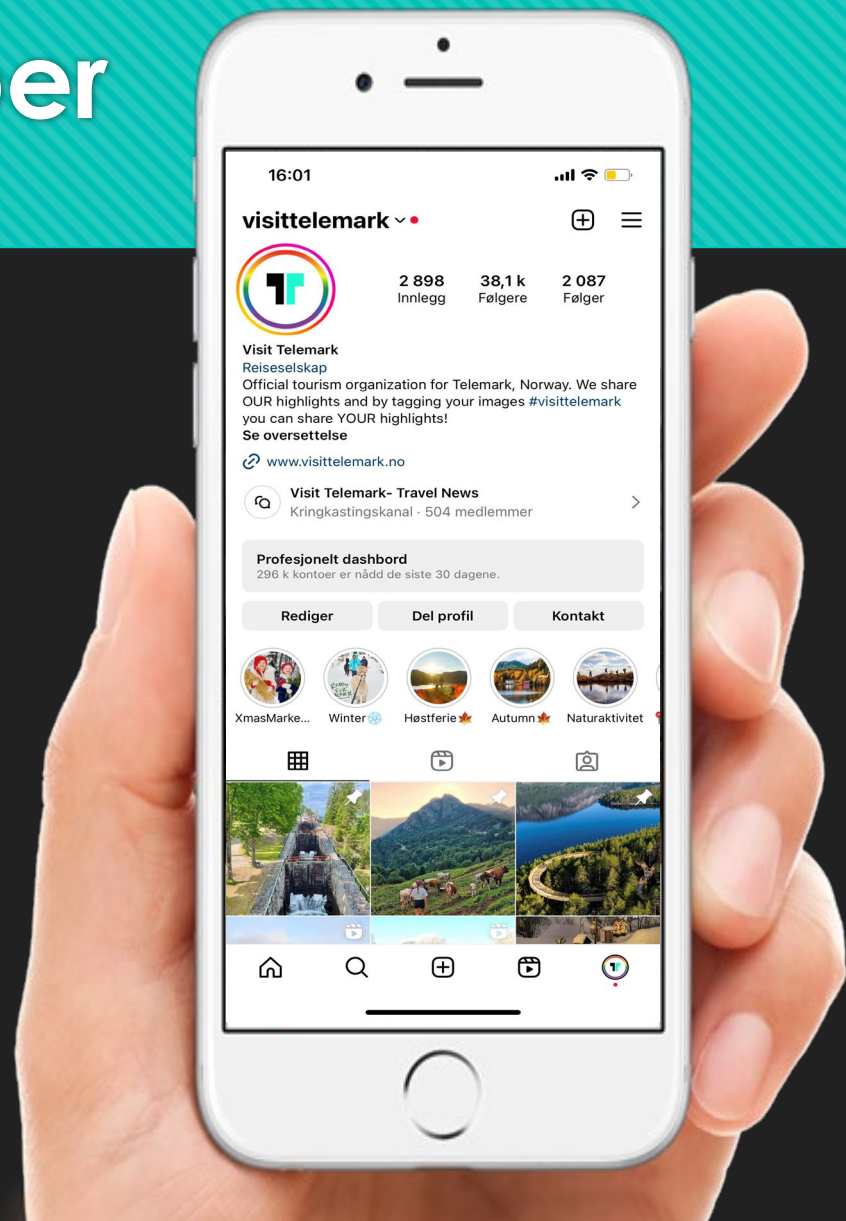 16:01
visittelemark
2 898 38,1 k 2 087
Innlegg Følgere Følger
Visit Telemark
Reiseselskap
Official tourism organization for Telemark, Norway. We share
OUR highlights and by tagging your images #visittelemark
you can share YOUR highlights!
Se oversettelse
www.visittelemark.no
Visit Telemark- Travel News
Kringkastingskanal · 504 medlemmer
Profesjonelt dashbord
296 k kontoer er nådd de siste 30 dagene.
Rediger Del profil Kontakt
XmasMarke... Winter❄️ Høstferie🍁 Autumn🍁 Naturaktivitet